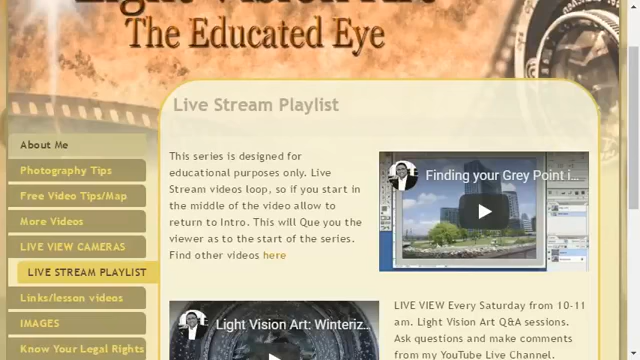 Light Vision Art
The Educated Eye
Live Stream Playlist
About Me
Photography Tips
Free Video Tips/Map
More Videos
LIVE VIEW CAMERAS
LIVE STREAM PLAYLIST
Links/lesson videos
IMAGES
Know Your Legal Rights
This series is designed for
educational purposes only. Live
Stream videos loop, so if you start
in the middle of the video allow to
return to Intro. This will Que you the
viewer as to the start of the series.
Find other videos here
Finding your Grey Point i...
Light Vision Art: Winteriz...
LIVE VIEW Every Saturday from 10-11
am. Light Vision Art Q&A sessions.
Ask questions and make comments
from my YouTube Live Channel.